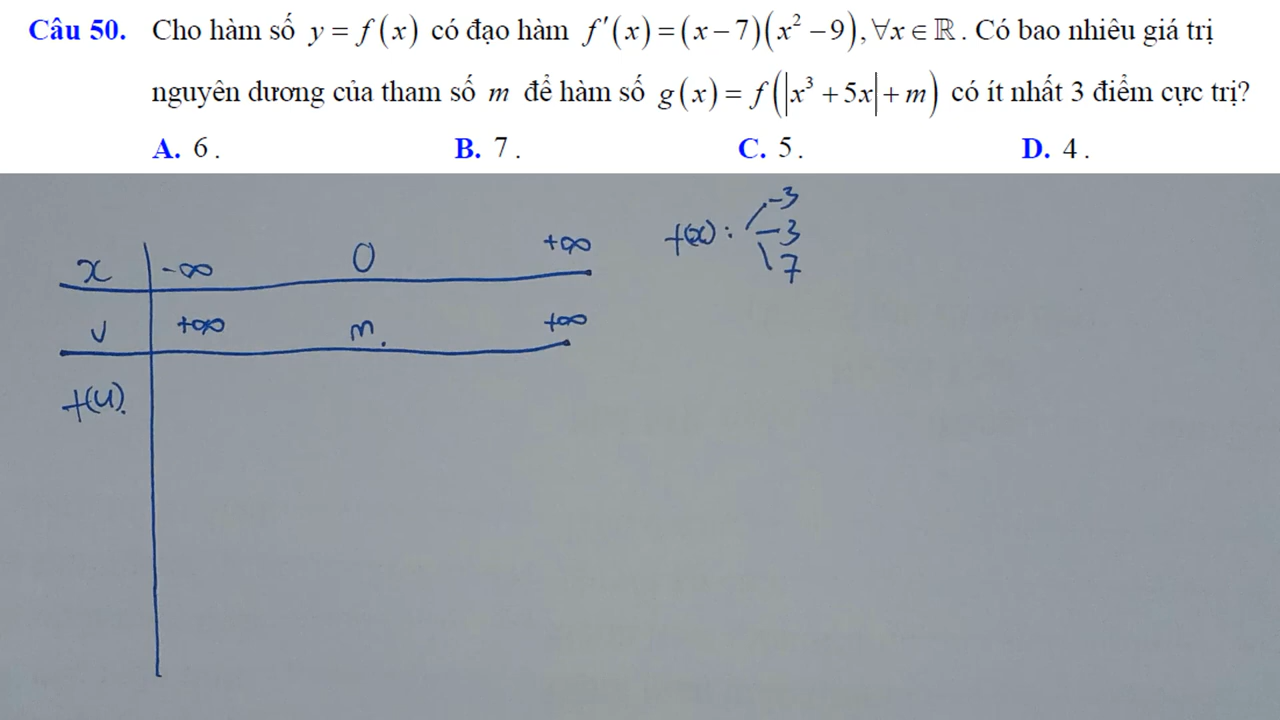 Câu 50. Cho hàm số y = f(x) có đạo hàm f'(x) = (x − 7)(x² − 9), ∀x ∈ ℝ. Có bao nhiêu giá trị
nguyên dương của tham số m để hàm số g(x) = f(|x³ + 5x| + m) có ít nhất 3 điểm cực trị?
A. 6. B. 7. C. 5. D. 4.
x -∞ 0 +∞
U +∞ m. +∞
f(U).
f(x): -3
-3
7